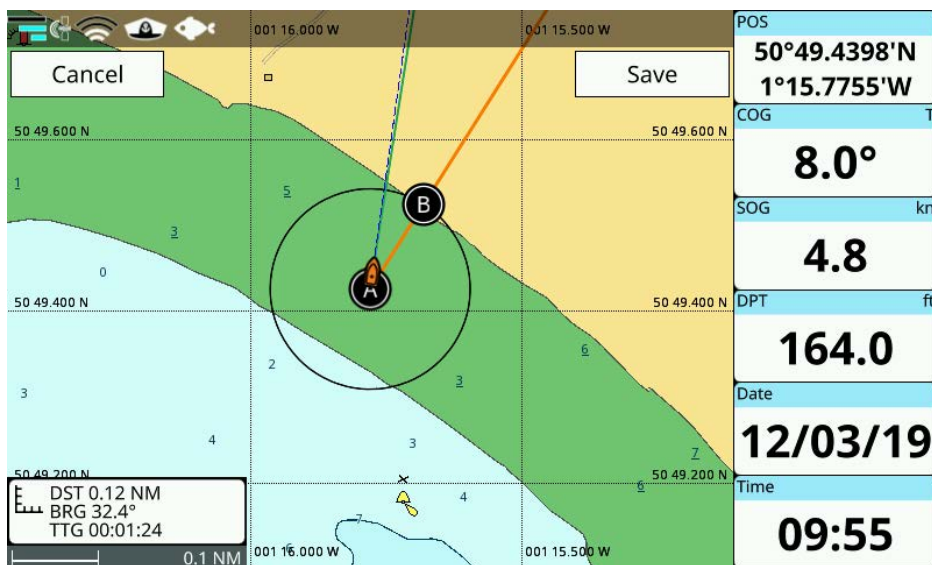 001 16.000 W
001 15.500 W
POS
50°49.4398'N
1°15.7755'W
Cancel
Save
COG
T
8.0°
50 49.600 N
50 49.600 N
1
5
B
3
SOG
kn
4.8
0
A
50 49.400 N
50 49.400 N
DPT
ft
164.0
6
2
3
3
Date
12/03/19
4
3
7
50 49.200 N
50 49.200 N
6
Time
09:55
DST 0.12 NM
BRG 32.4°
TTG 00:01:24
4
7
6
0.1 NM
001 16.000 W
001 15.500 W